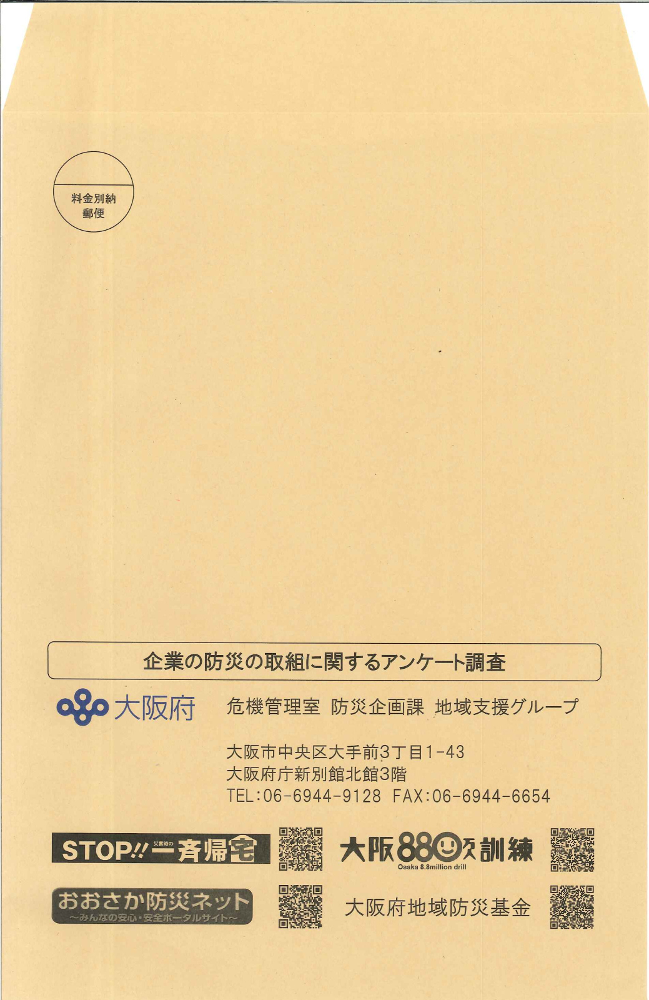 料金別納
郵便
企業の防災の取組に関するアンケート調査
大阪府 危機管理室 防災企画課 地域支援グループ
大阪市中央区大手前3丁目1-43
大阪府庁新別館北館3階
TEL:06-6944-9128 FAX:06-6944-6654
STOP!! 災害時の一斉帰宅
大阪880万人訓練
Osaka 8.8million drill
おおさか防災ネット
～みんなの安心・安全ポータルサイト～
大阪府地域防災基金